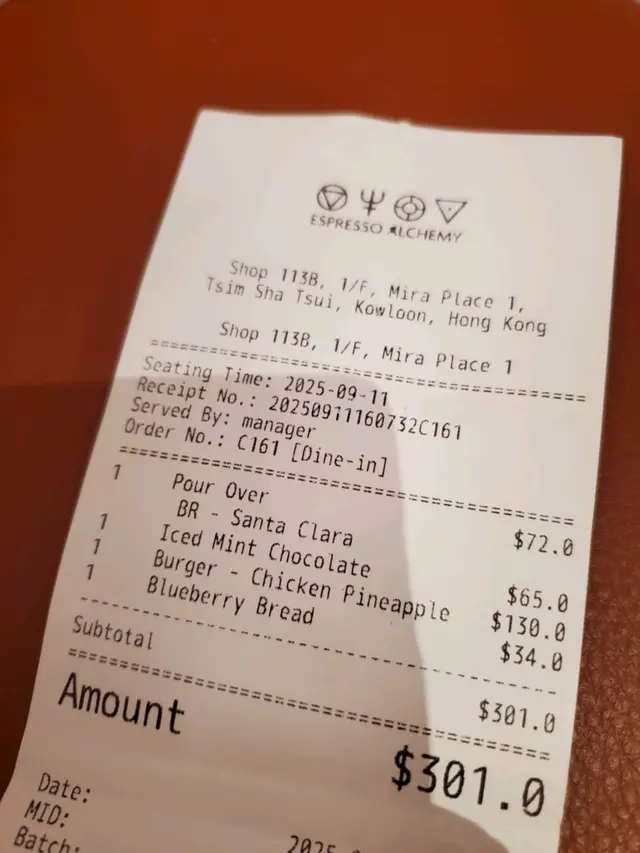 ESPRESSO ALCHEMY
Shop 113B, 1/F, Mira Place 1,
Tsim Sha Tsui, Kowloon, Hong Kong
Shop 113B, 1/F, Mira Place 1
Seating Time: 2025-09-11
Receipt No.: 20250911160732C161
Served By: manager
Order No.: C161 [Dine-in]
1 Pour Over $72.0
BR - Santa Clara
1 Iced Mint Chocolate $65.0
1 Burger - Chicken Pineapple $130.0
1 Blueberry Bread $34.0
Subtotal $301.0
Amount $301.0
Date: 2025
MID:
Batch: